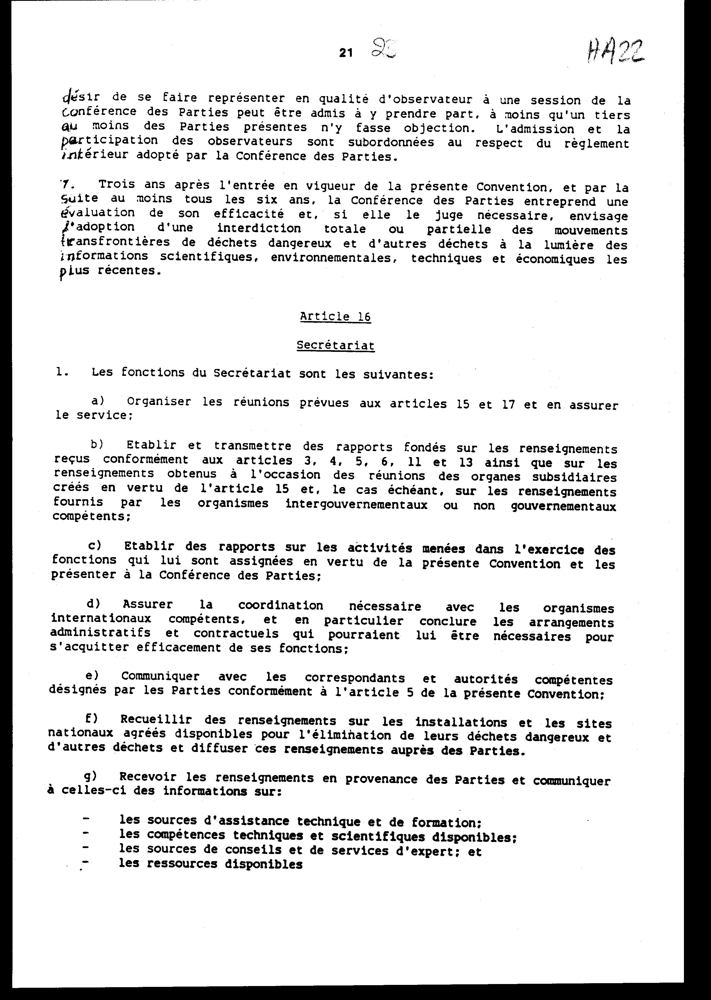 21 23 HA22
désir de se faire représenter en qualité d'observateur à une session de la
Conférence des Parties peut être admis à y prendre part, à moins qu'un tiers
au moins des Parties présentes n'y fasse objection. L'admission et la
participation des observateurs sont subordonnées au respect du règlement
intérieur adopté par la Conférence des Parties.
7. Trois ans après l'entrée en vigueur de la présente Convention, et par la
Suite au moins tous les six ans, la Conférence des Parties entreprend une
évaluation de son efficacité et, si elle le juge nécessaire, envisage
l'adoption d'une interdiction totale ou partielle des mouvements
transfrontières de déchets dangereux et d'autres déchets à la lumière des
informations scientifiques, environnementales, techniques et économiques les
plus récentes.
Article 16
Secrétariat
1. Les fonctions du Secrétariat sont les suivantes:
a) Organiser les réunions prévues aux articles 15 et 17 et en assurer
le service;
b) Etablir et transmettre des rapports fondés sur les renseignements
reçus conformément aux articles 3, 4, 5, 6, 11 et 13 ainsi que sur les
renseignements obtenus à l'occasion des réunions des organes subsidiaires
créés en vertu de l'article 15 et, le cas échéant, sur les renseignements
fournis par les organismes intergouvernementaux ou non gouvernementaux
compétents;
c) Etablir des rapports sur les activités menées dans l'exercice des
fonctions qui lui sont assignées en vertu de la présente Convention et les
présenter à la Conférence des Parties;
d) Assurer la coordination nécessaire avec les organismes
internationaux compétents, et en particulier conclure les arrangements
administratifs et contractuels qui pourraient lui être nécessaires pour
s'acquitter efficacement de ses fonctions;
e) Communiquer avec les correspondants et autorités compétentes
désignés par les Parties conformément à l'article 5 de la présente Convention;
f) Recueillir des renseignements sur les installations et les sites
nationaux agréés disponibles pour l'élimination de leurs déchets dangereux et
d'autres déchets et diffuser ces renseignements auprès des Parties.
g) Recevoir les renseignements en provenance des Parties et communiquer
à celles-ci des informations sur:
- les sources d'assistance technique et de formation;
- les compétences techniques et scientifiques disponibles;
- les sources de conseils et de services d'expert; et
- les ressources disponibles